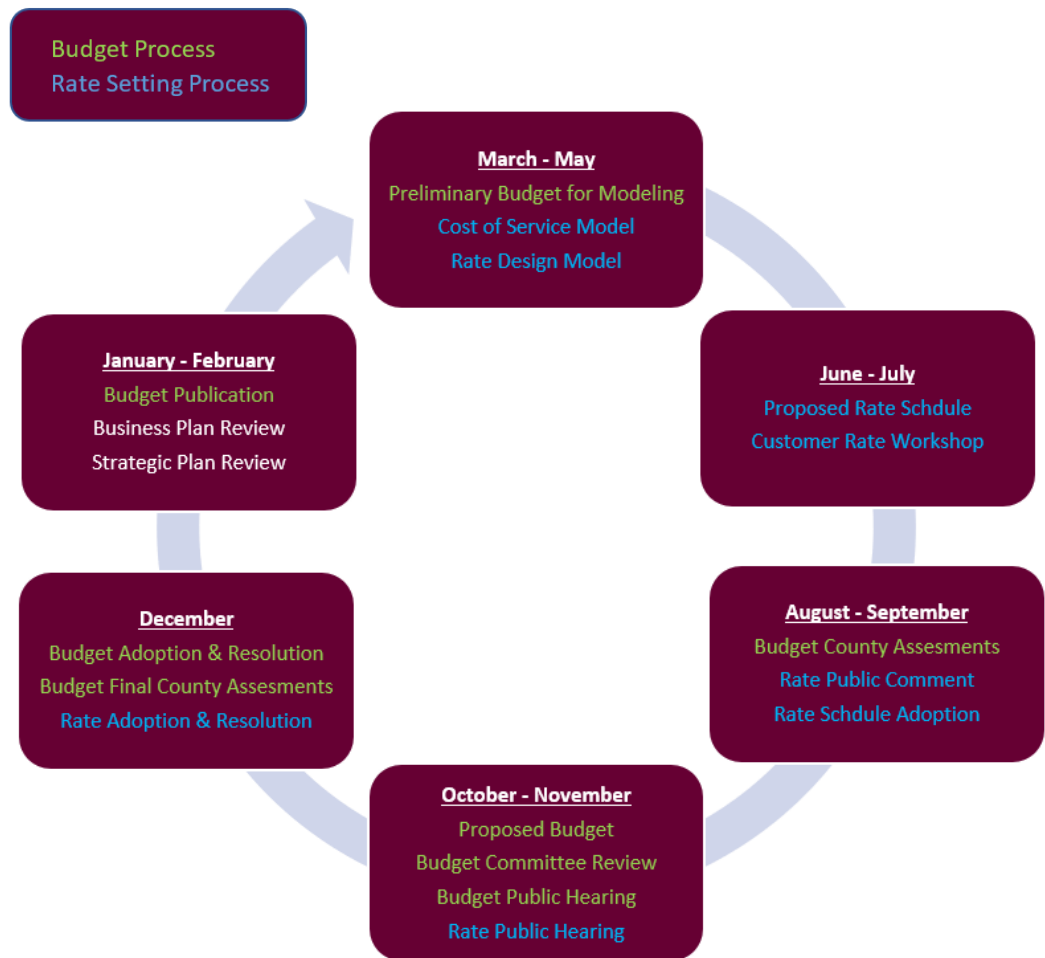 Budget Process
Rate Setting Process
March - May
Preliminary Budget for Modeling
Cost of Service Model
Rate Design Model
June - July
Proposed Rate Schdule
Customer Rate Workshop
August - September
Budget County Assesments
Rate Public Comment
Rate Schdule Adoption
October - November
Proposed Budget
Budget Committee Review
Budget Public Hearing
Rate Public Hearing
December
Budget Adoption & Resolution
Budget Final County Assesments
Rate Adoption & Resolution
January - February
Budget Publication
Business Plan Review
Strategic Plan Review